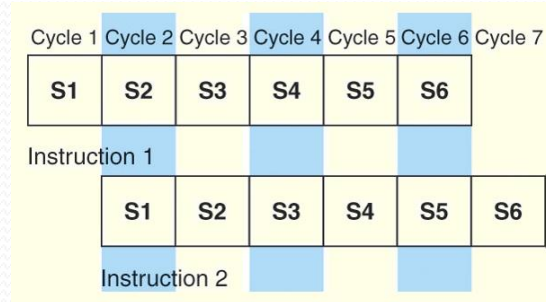 Cycle 1 Cycle 2 Cycle 3 Cycle 4 Cycle 5 Cycle 6 Cycle 7
S1 S2 S3 S4 S5 S6
Instruction 1
S1 S2 S3 S4 S5 S6
Instruction 2